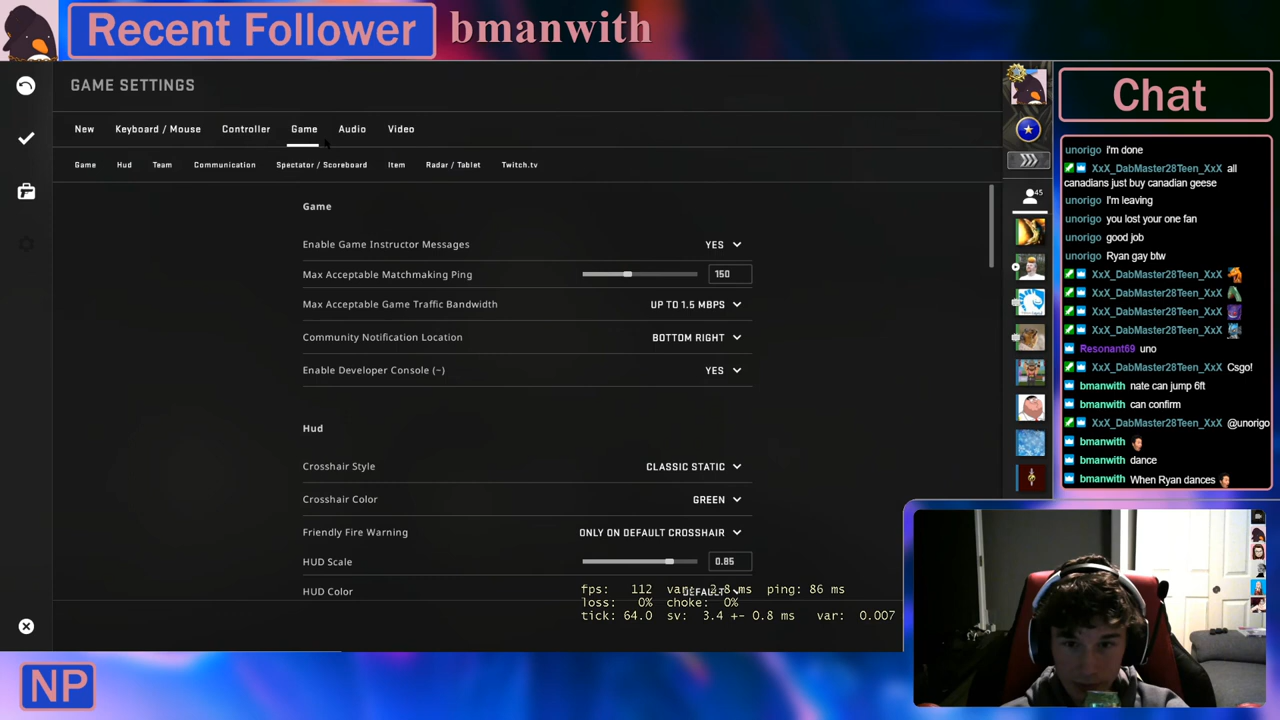 Recent Follower bmanwith
GAME SETTINGS
New Keyboard / Mouse Controller Game Audio Video
Game Hud Team Communication Spectator / Scoreboard Item Radar / Tablet Twitch.tv
Game
Enable Game Instructor Messages YES
Max Acceptable Matchmaking Ping 150
Max Acceptable Game Traffic Bandwidth UP TO 1.5 MBPS
Community Notification Location BOTTOM RIGHT
Enable Developer Console (~) YES
Hud
Crosshair Style CLASSIC STATIC
Crosshair Color GREEN
Friendly Fire Warning ONLY ON DEFAULT CROSSHAIR
HUD Scale 0.85
HUD Color DEFAULT
fps: 112 var: ms ping: 86 ms
loss: 0% choke: 0%
tick: 64.0 sv: 3.4 +- 0.8 ms var: 0.007
45
Chat
unorigo I'm done
XxX_DabMaster28Teen_XxX all
canadians just buy canadian geese
unorigo I'm leaving
unorigo you lost your one fan
unorigo good job
unorigo Ryan gay btw
XxX_DabMaster28Teen_XxX
XxX_DabMaster28Teen_XxX
XxX_DabMaster28Teen_XxX
XxX_DabMaster28Teen_XxX
Resonant69 uno
XxX_DabMaster28Teen_XxX Csgo!
bmanwith nate can jump 6ft
bmanwith can confirm
XxX_DabMaster28Teen_XxX @unorigo
bmanwith
bmanwith dance
bmanwith When Ryan dances
NP